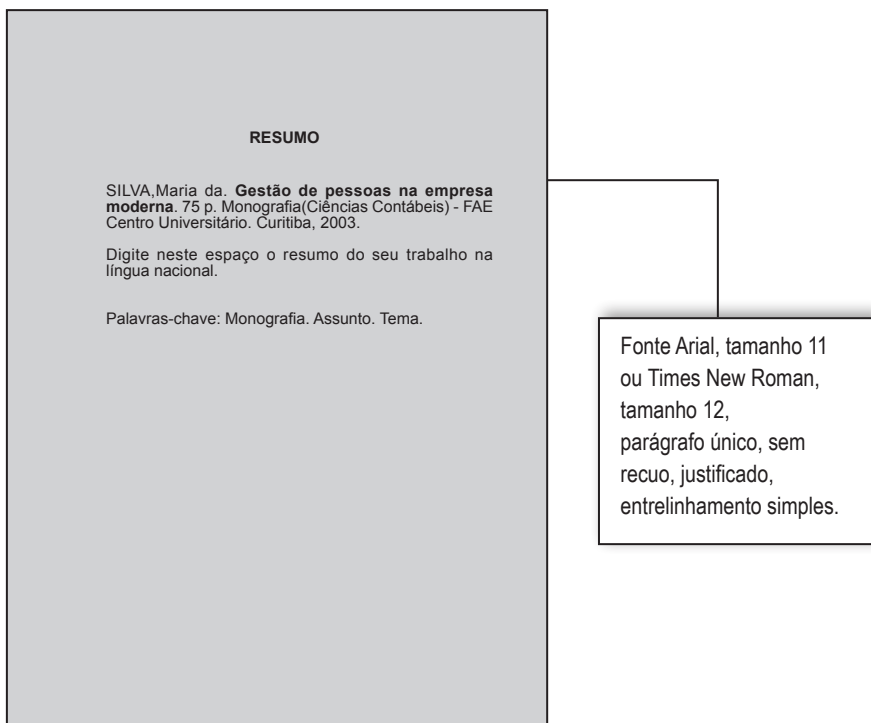 RESUMO
SILVA,Maria da. Gestão de pessoas na empresa
moderna. 75 p. Monografia(Ciências Contábeis) - FAE
Centro Universitário. Curitiba, 2003.
Digite neste espaço o resumo do seu trabalho na
língua nacional.
Palavras-chave: Monografia. Assunto. Tema.
Fonte Arial, tamanho 11
ou Times New Roman,
tamanho 12,
parágrafo único, sem
recuo, justificado,
entrelinhamento simples.